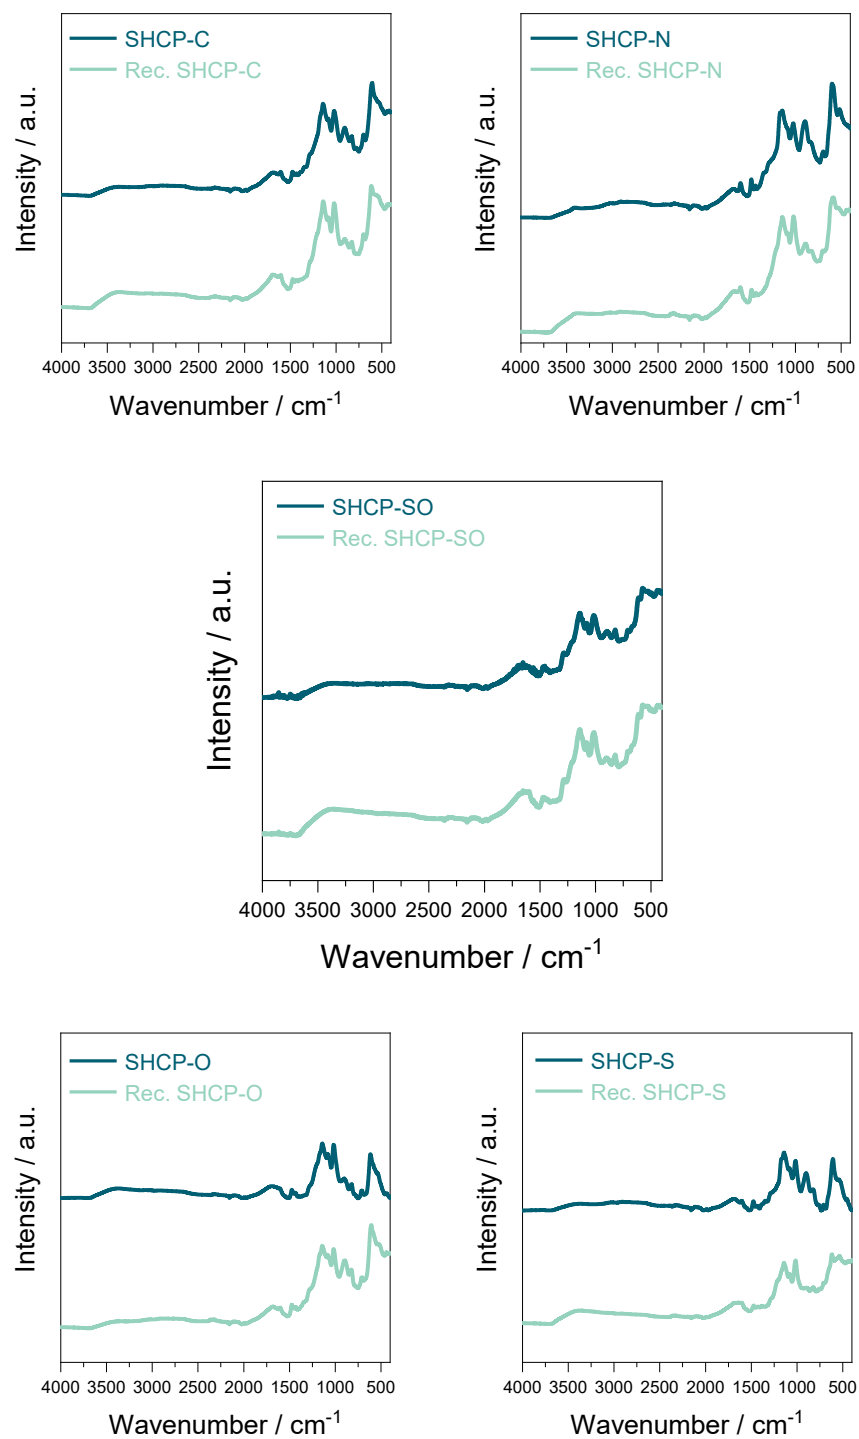 SHCP-C
Rec. SHCP-C
Intensity / a.u.
4000 3500 3000 2500 2000 1500 1000 500
Wavenumber / cm⁻¹
SHCP-N
Rec. SHCP-N
Intensity / a.u.
4000 3500 3000 2500 2000 1500 1000 500
Wavenumber / cm⁻¹
SHCP-SO
Rec. SHCP-SO
Intensity / a.u.
4000 3500 3000 2500 2000 1500 1000 500
Wavenumber / cm⁻¹
SHCP-O
Rec. SHCP-O
Intensity / a.u.
4000 3500 3000 2500 2000 1500 1000 500
Wavenumber / cm⁻¹
SHCP-S
Rec. SHCP-S
Intensity / a.u.
4000 3500 3000 2500 2000 1500 1000 500
Wavenumber / cm⁻¹